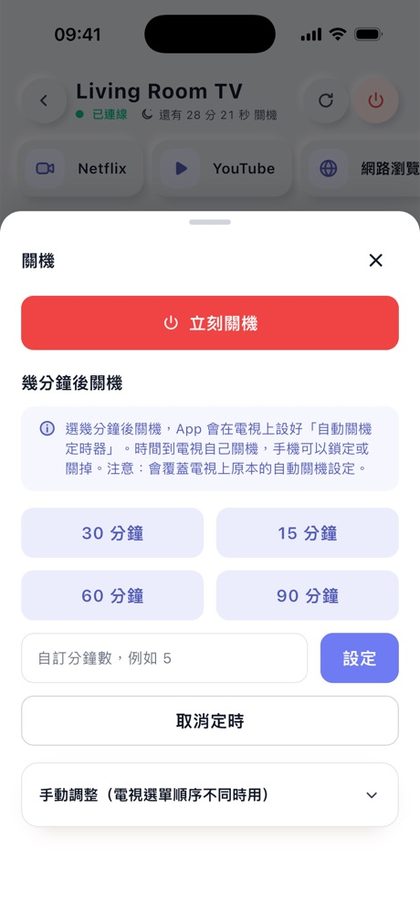 09:41
Living Room TV
已連線 還有 28 分 21 秒 關機
Netflix YouTube 網路瀏覽
關機
立刻關機
幾分鐘後關機
選幾分鐘後關機，App 會在電視上設好「自動關機
定時器」。時間到電視自己關機，手機可以鎖定或
關掉。注意：會覆蓋電視上原本的自動關機設定。
30 分鐘 15 分鐘
60 分鐘 90 分鐘
自訂分鐘數，例如 5 設定
取消定時
手動調整（電視選單順序不同時用）